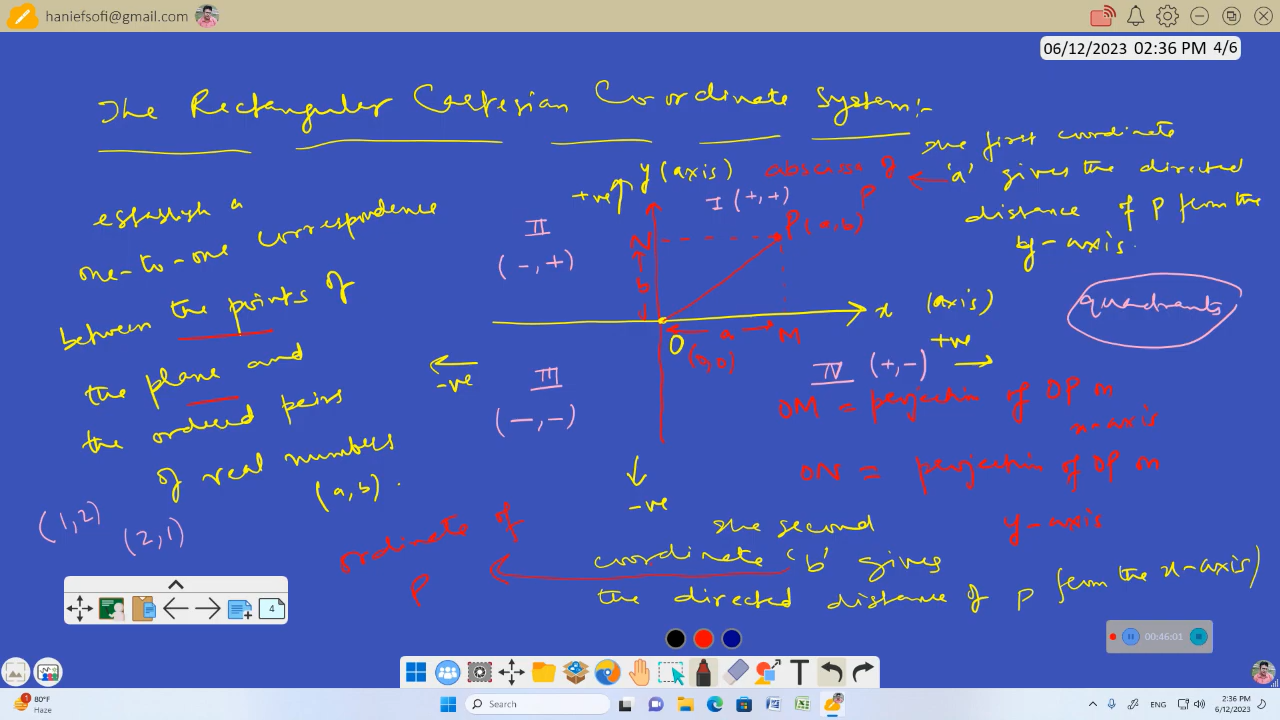 haniefsofi@gmail.com
06/12/2023 02:36 PM 4/6
The Rectangular Cartesian Coordinate System:-
establish a
one-to-one correspondence
between the points of
the plane and
the ordered pairs
of real numbers
(a,b).
(1,2) (2,1)
y (axis)
+ve
I (+,+)
II
(-,+)
III
(-,-)
IV (+,-)
N
b
P(a,b)
O
(0,0)
a
M
x (axis)
+ve
-ve
-ve
abscissa of
P
The first coordinate
'a' gives the directed
distance of P from the
y-axis.
quadrants
OM = projection of OP on
x-axis
ON = projection of OP on
y-axis
ordinate of
P
The second
coordinate 'b' gives
the directed distance of P from the x-axis)
4
00:46:01
T
1
80°F
Haze
Search
ENG
2:36 PM
6/12/2023